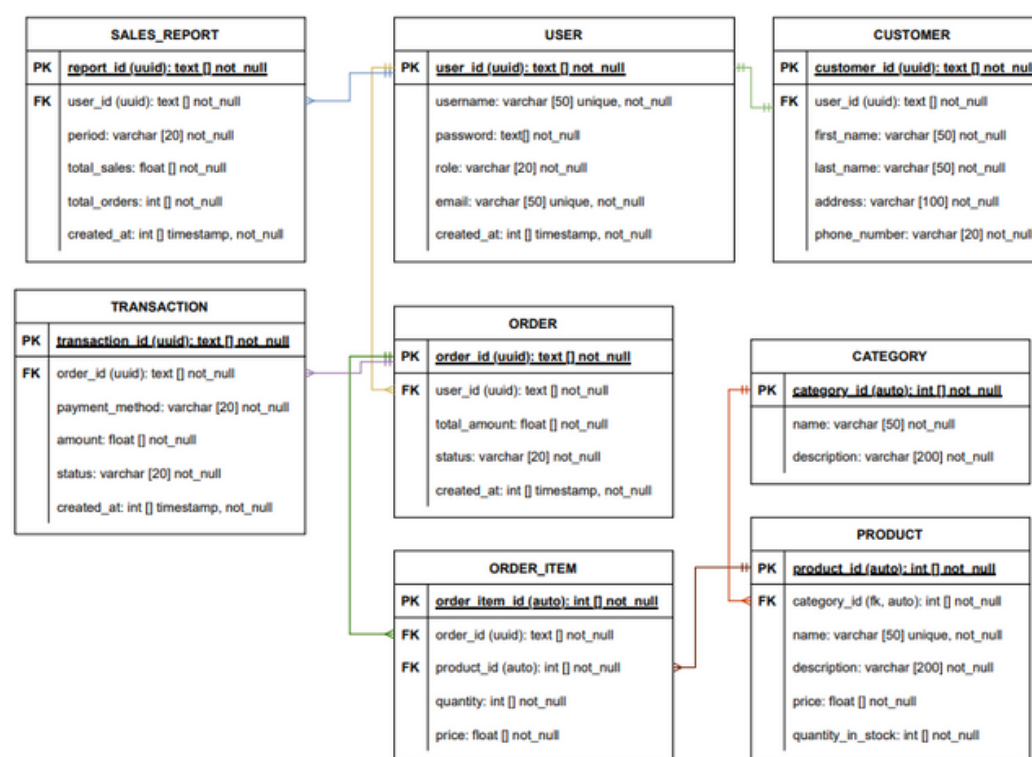 SALES_REPORT
PK report_id (uuid): text [] not_null
FK user_id (uuid): text [] not_null
period: varchar [20] not_null
total_sales: float [] not_null
total_orders: int [] not_null
created_at: int [] timestamp, not_null
USER
PK user_id (uuid): text [] not_null
username: varchar [50] unique, not_null
password: text[] not_null
role: varchar [20] not_null
email: varchar [50] unique, not_null
created_at: int [] timestamp, not_null
CUSTOMER
PK customer_id (uuid): text [] not_null
FK user_id (uuid): text [] not_null
first_name: varchar [50] not_null
last_name: varchar [50] not_null
address: varchar [100] not_null
phone_number: varchar [20] not_null
TRANSACTION
PK transaction_id (uuid): text [] not_null
FK order_id (uuid): text [] not_null
payment_method: varchar [20] not_null
amount: float [] not_null
status: varchar [20] not_null
created_at: int [] timestamp, not_null
ORDER
PK order_id (uuid): text [] not_null
FK user_id (uuid): text [] not_null
total_amount: float [] not_null
status: varchar [20] not_null
created_at: int [] timestamp, not_null
CATEGORY
PK category_id (auto): int [] not_null
name: varchar [50] not_null
description: varchar [200] not_null
ORDER_ITEM
PK order_item_id (auto): int [] not_null
FK order_id (uuid): text [] not_null
FK product_id (auto): int [] not_null
quantity: int [] not_null
price: float [] not_null
PRODUCT
PK product_id (auto): int [] not_null
FK category_id (fk, auto): int [] not_null
name: varchar [50] unique, not_null
description: varchar [200] not_null
price: float [] not_null
quantity_in_stock: int [] not_null